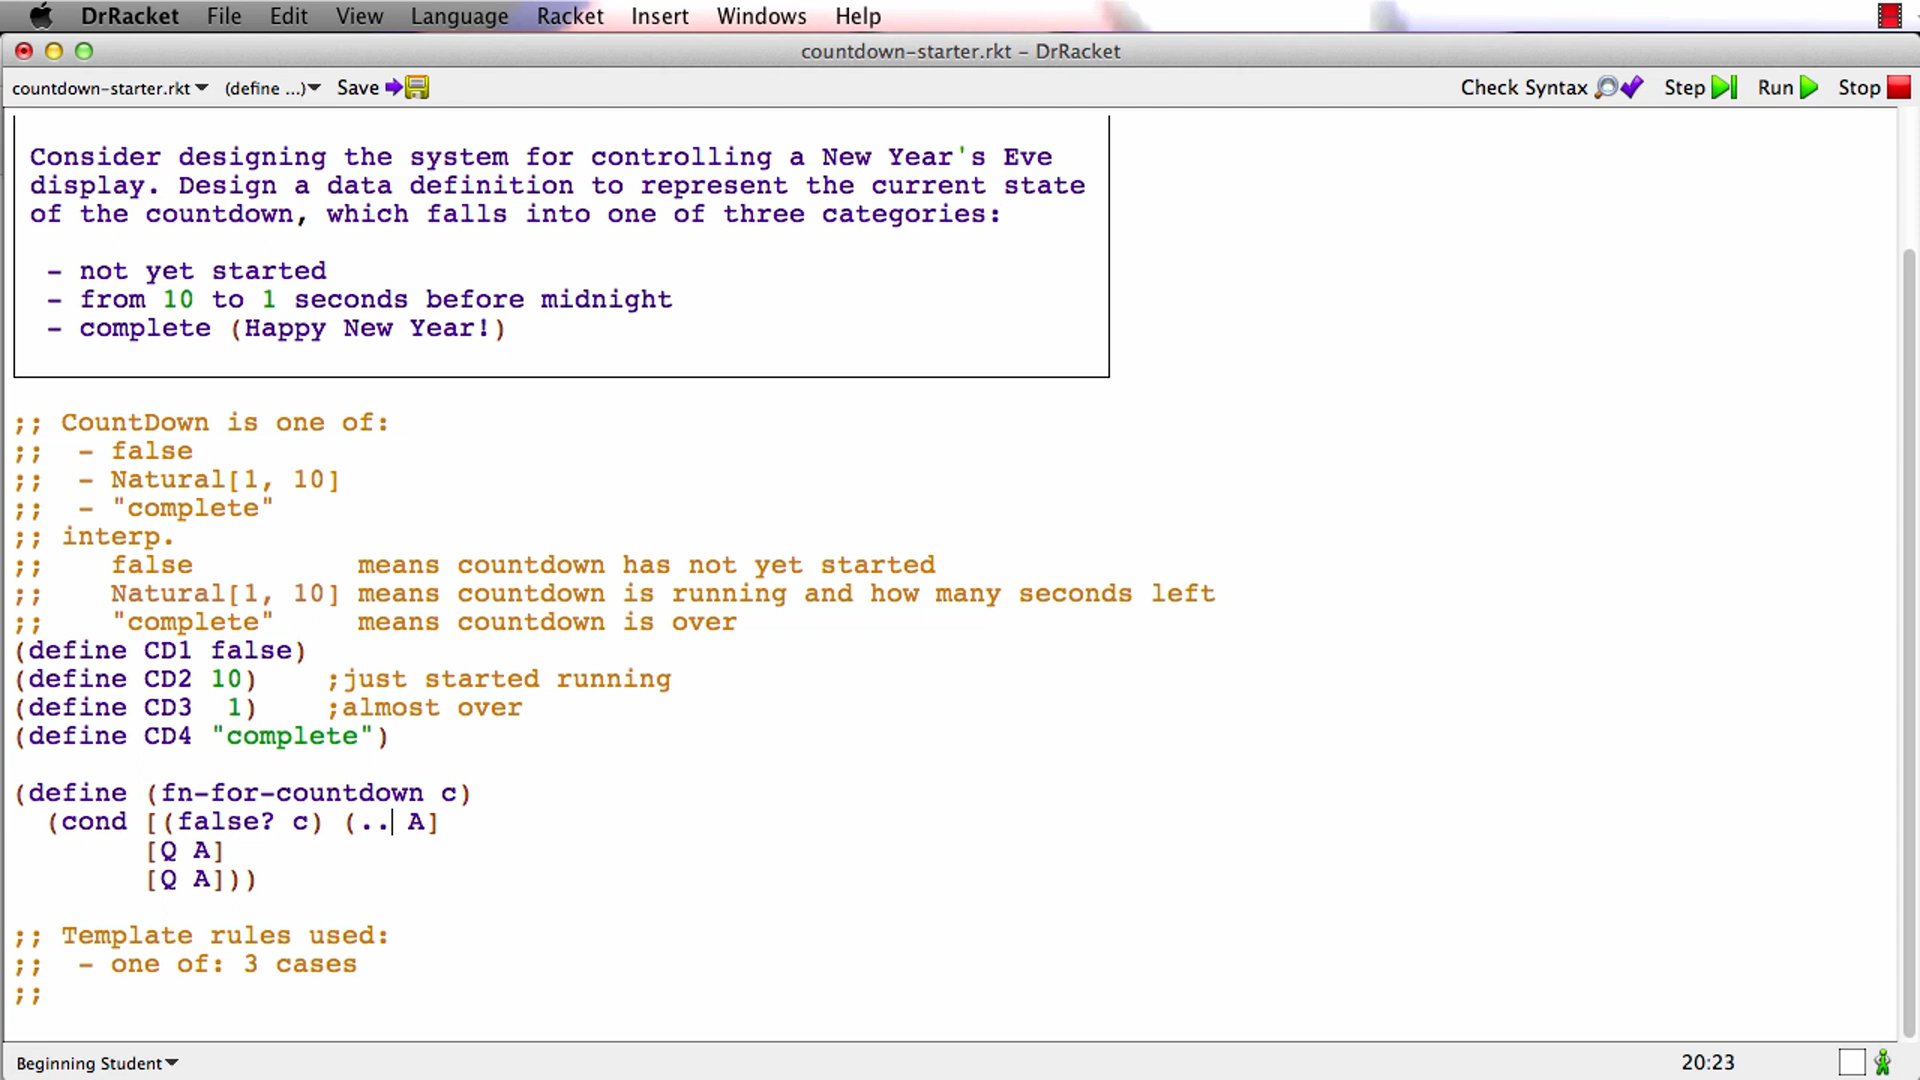 DrRacket File Edit View Language Racket Insert Windows Help
countdown-starter.rkt - DrRacket
countdown-starter.rkt (define ...) Save Check Syntax Step Run Stop
Consider designing the system for controlling a New Year's Eve
display. Design a data definition to represent the current state
of the countdown, which falls into one of three categories:
- not yet started
- from 10 to 1 seconds before midnight
- complete (Happy New Year!)
;; CountDown is one of:
;;  - false
;;  - Natural[1, 10]
;;  - "complete"
;; interp.
;;    false          means countdown has not yet started
;;    Natural[1, 10] means countdown is running and how many seconds left
;;    "complete"     means countdown is over
(define CD1 false)
(define CD2 10)    ;just started running
(define CD3  1)    ;almost over
(define CD4 "complete")
(define (fn-for-countdown c)
  (cond [(false? c) (.. A]
        [Q A]
        [Q A]))
;; Template rules used:
;;  - one of: 3 cases
;;
Beginning Student 20:23